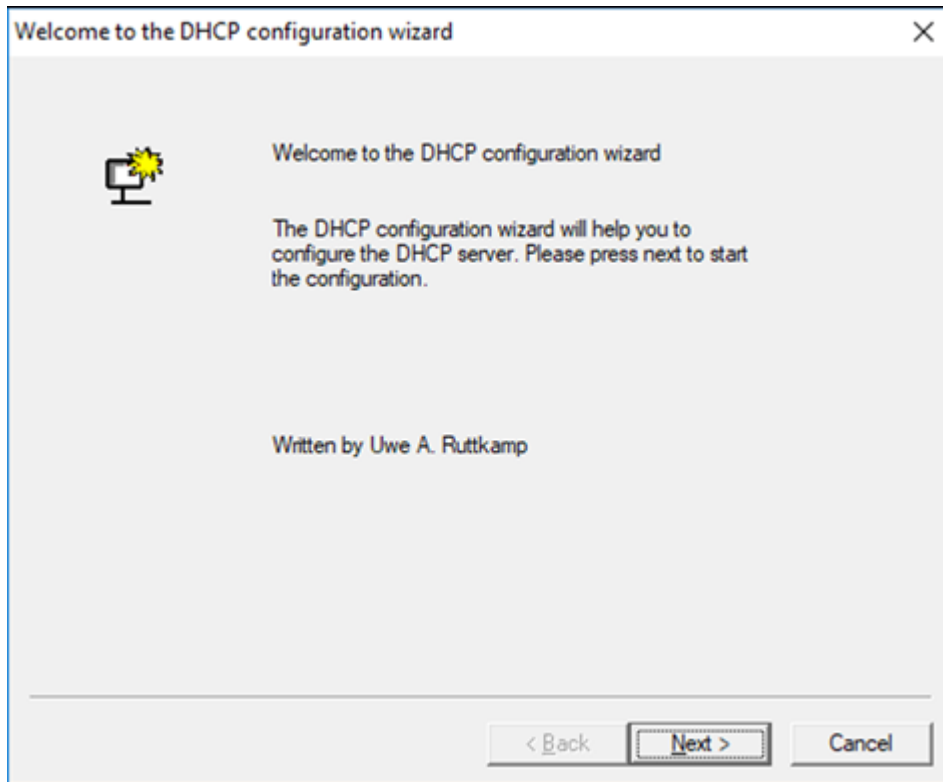 Welcome to the DHCP configuration wizard
Welcome to the DHCP configuration wizard
The DHCP configuration wizard will help you to
configure the DHCP server. Please press next to start
the configuration.
Written by Uwe A. Ruttkamp
< Back Next > Cancel